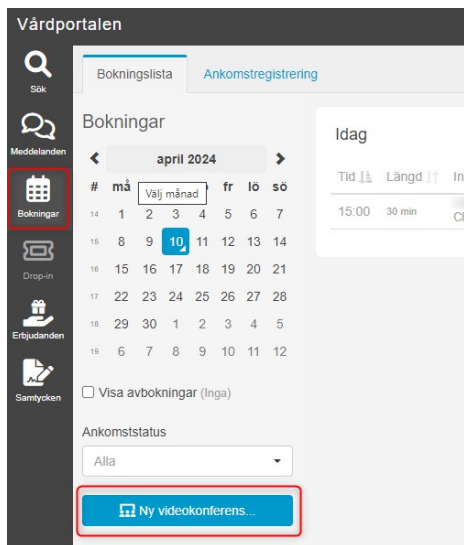 Vårdportalen
Sök
Meddelanden
Bokningar
Drop-in
Erbjudanden
Samtycken
Bokningslista Ankomstregistrering
Bokningar
april 2024
# må fr lö sö
Välj månad
14 1 2 3 4 5 6 7
15 8 9 10 11 12 13 14
16 15 16 17 18 19 20 21
17 22 23 24 25 26 27 28
18 29 30 1 2 3 4 5
19 6 7 8 9 10 11 12
Visa avbokningar (Inga)
Ankomststatus
Alla
Ny videokonferens...
Idag
Tid Längd
15:00 30 min